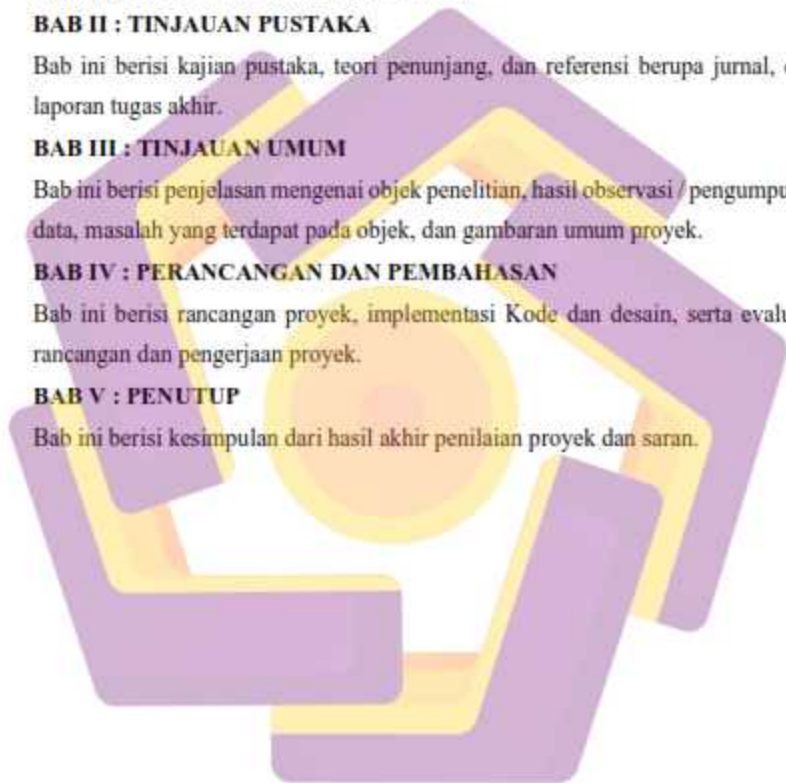 BAB II : TINJAUAN PUSTAKA
Bab ini berisi kajian pustaka, teori penunjang, dan referensi berupa jurnal,
laporan tugas akhir.
BAB III : TINJAUAN UMUM
Bab ini berisi penjelasan mengenai objek penelitian, hasil observasi / pengumpu
data, masalah yang terdapat pada objek, dan gambaran umum proyek.
BAB IV : PERANCANGAN DAN PEMBAHASAN
Bab ini berisi rancangan proyek, implementasi Kode dan desain, serta evalu
rancangan dan pengerjaan proyek.
BAB V : PENUTUP
Bab ini berisi kesimpulan dari hasil akhir penilaian proyek dan saran.